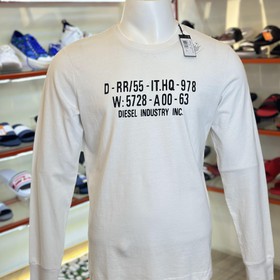 D-RR/55-IT.HQ-978
W:5728-A00-63
DIESEL INDUSTRY INC.